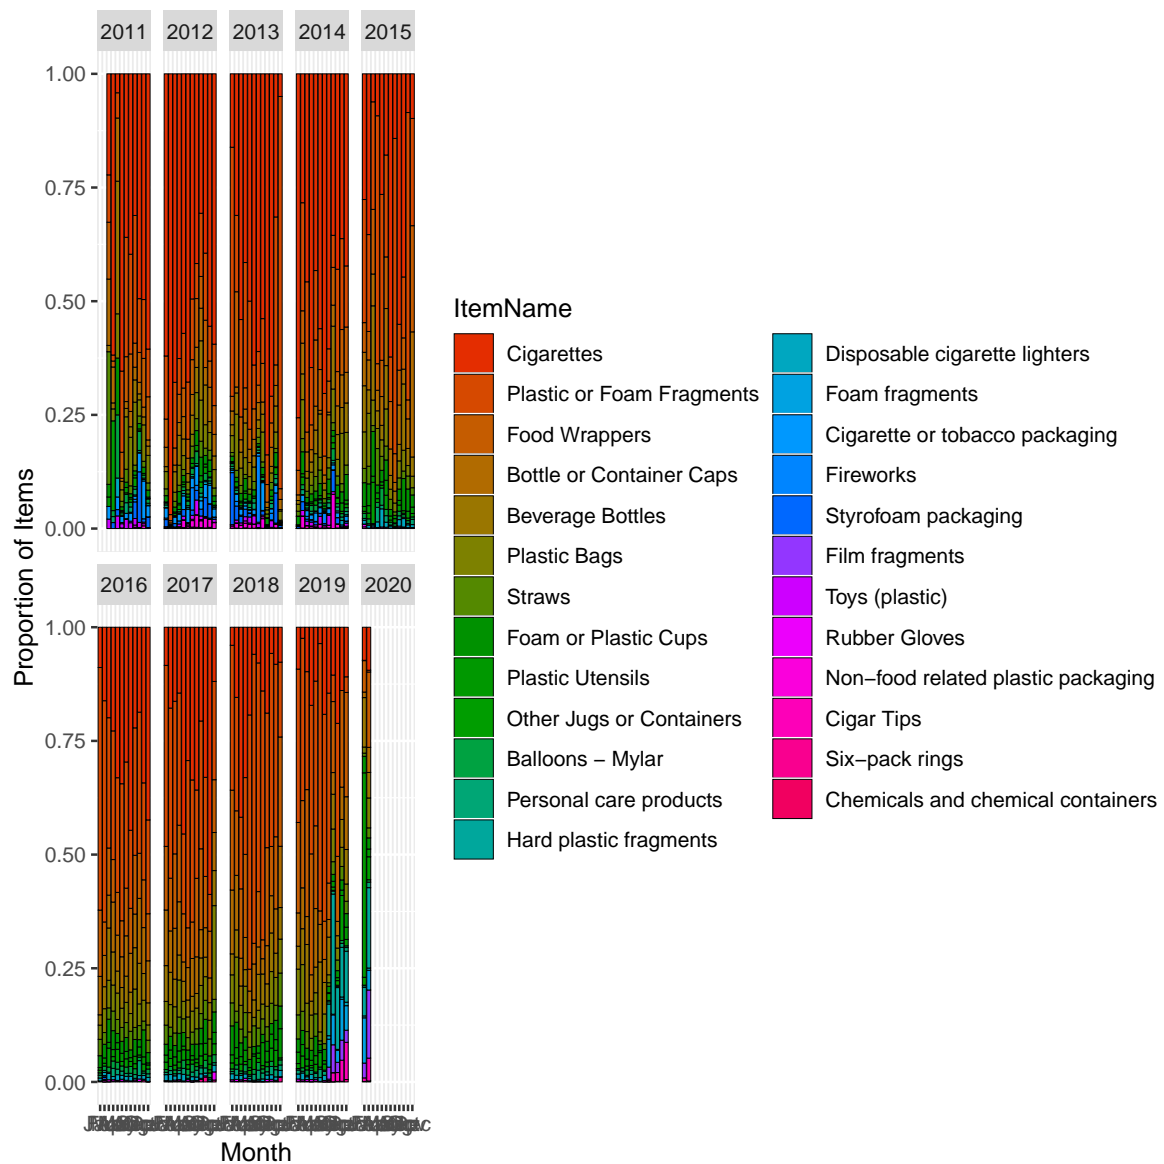 2011 2012 2013 2014 2015
1.00
0.75
0.50
0.25
0.00
Proportion of Items
2016 2017 2018 2019 2020
1.00
0.75
0.50
0.25
0.00
Month
ItemName
Cigarettes
Plastic or Foam Fragments
Food Wrappers
Bottle or Container Caps
Beverage Bottles
Plastic Bags
Straws
Foam or Plastic Cups
Plastic Utensils
Other Jugs or Containers
Balloons − Mylar
Personal care products
Hard plastic fragments
Disposable cigarette lighters
Foam fragments
Cigarette or tobacco packaging
Fireworks
Styrofoam packaging
Film fragments
Toys (plastic)
Rubber Gloves
Non−food related plastic packaging
Cigar Tips
Six−pack rings
Chemicals and chemical containers